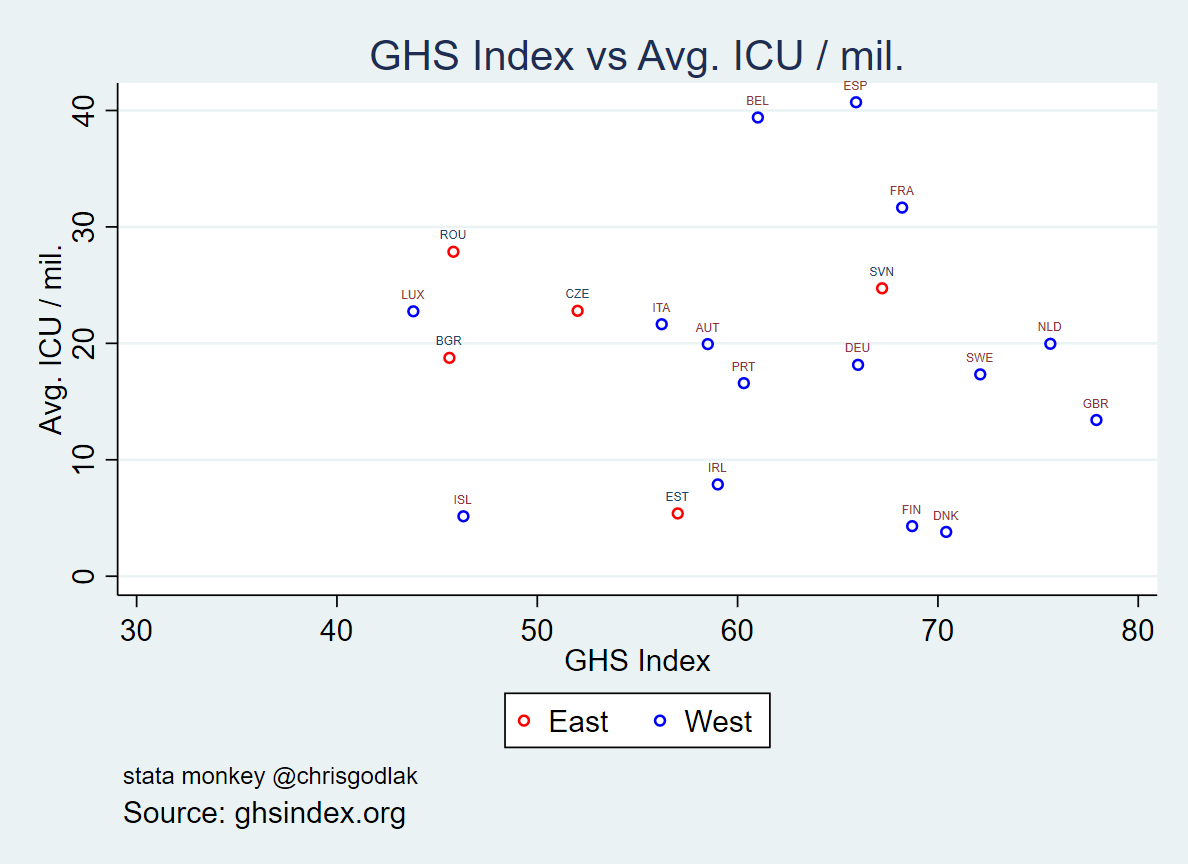 GHS Index vs Avg. ICU / mil.
ESP
BEL
40
FRA
30
ROU
SVN
LUX
CZE
ITA
AUT
NLD
BGR
20
DEU
SWE
PRT
GBR
10
IRL
ISL
EST
FIN
DNK
0
Avg. ICU / mil.
30 40 50 60 70 80
GHS Index
East West
stata monkey @chrisgodlak
Source: ghsindex.org